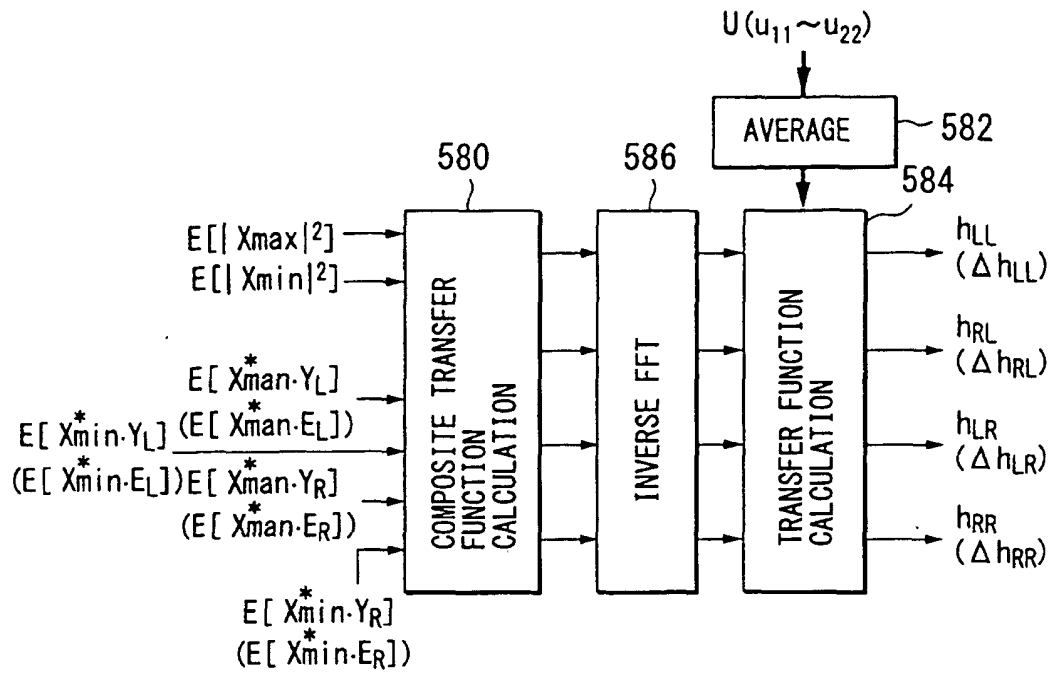 U(u11~u22)
AVERAGE
582
580
586
584
E[|Xmax|²]
E[|Xmin|²]
E[X*man·YL]
(E[X*man·EL])
E[X*min·YL]
(E[X*min·EL])
E[X*man·YR]
(E[X*man·ER])
E[X*min·YR]
(E[X*min·ER])
COMPOSITE TRANSFER
FUNCTION
CALCULATION
INVERSE FFT
TRANSFER FUNCTION
CALCULATION
hLL
(ΔhLL)
hRL
(ΔhRL)
hLR
(ΔhLR)
hRR
(ΔhRR)